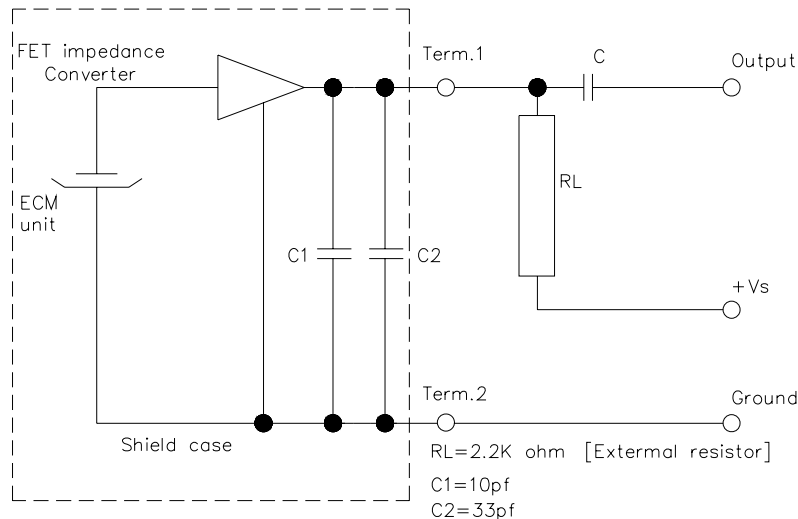 FET impedance
Converter
Term.1
C
Output
ECM
unit
RL
C1
C2
+Vs
Term.2
Ground
Shield case
RL=2.2K ohm [Extermal resistor]
C1=10pf
C2=33pf